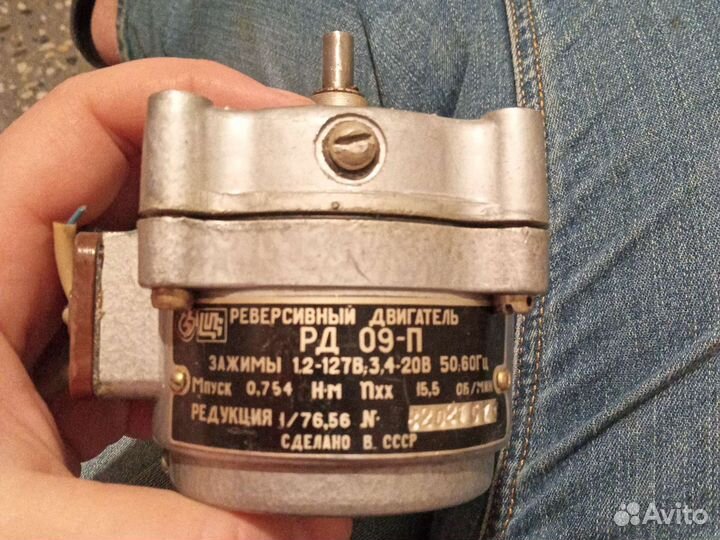 РЕВЕРСИВНЫЙ ДВИГАТЕЛЬ
РД 09-П
ЗАЖИМЫ 1.2-127В; 3,4-20В 50;60Гц
Мпуск 0,754 Н·м nхх 15,5 ОБ/МИН
РЕДУКЦИЯ 1/76,56 №
СДЕЛАНО В СССР
Avito